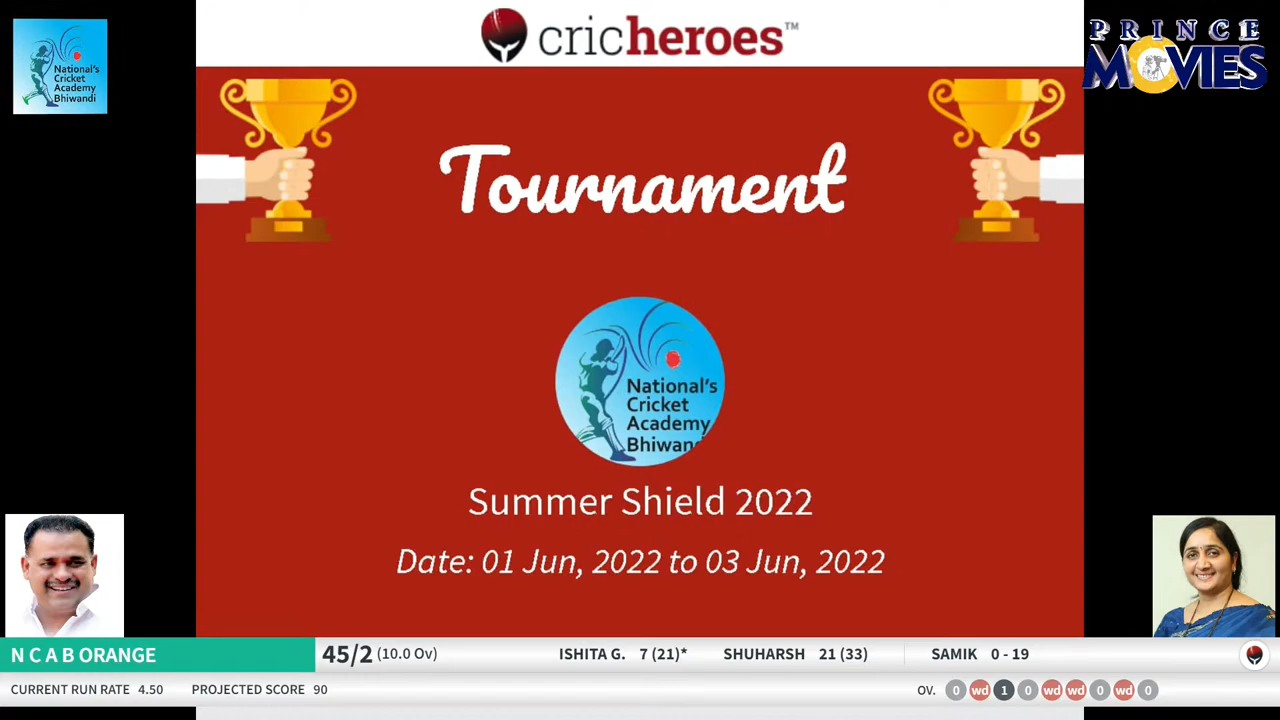 National's
Cricket
Academy
Bhiwandi
cricheroes™
PRINCE
MOVIES
Tournament
National's
Cricket
Academy
Bhiwand
Summer Shield 2022
Date: 01 Jun, 2022 to 03 Jun, 2022
N C A B ORANGE 45/2 (10.0 Ov) ISHITA G. 7 (21)* SHUHARSH 21 (33) SAMIK 0 - 19
CURRENT RUN RATE 4.50 PROJECTED SCORE 90 OV. 0 wd 1 0 wd wd 0 wd 0